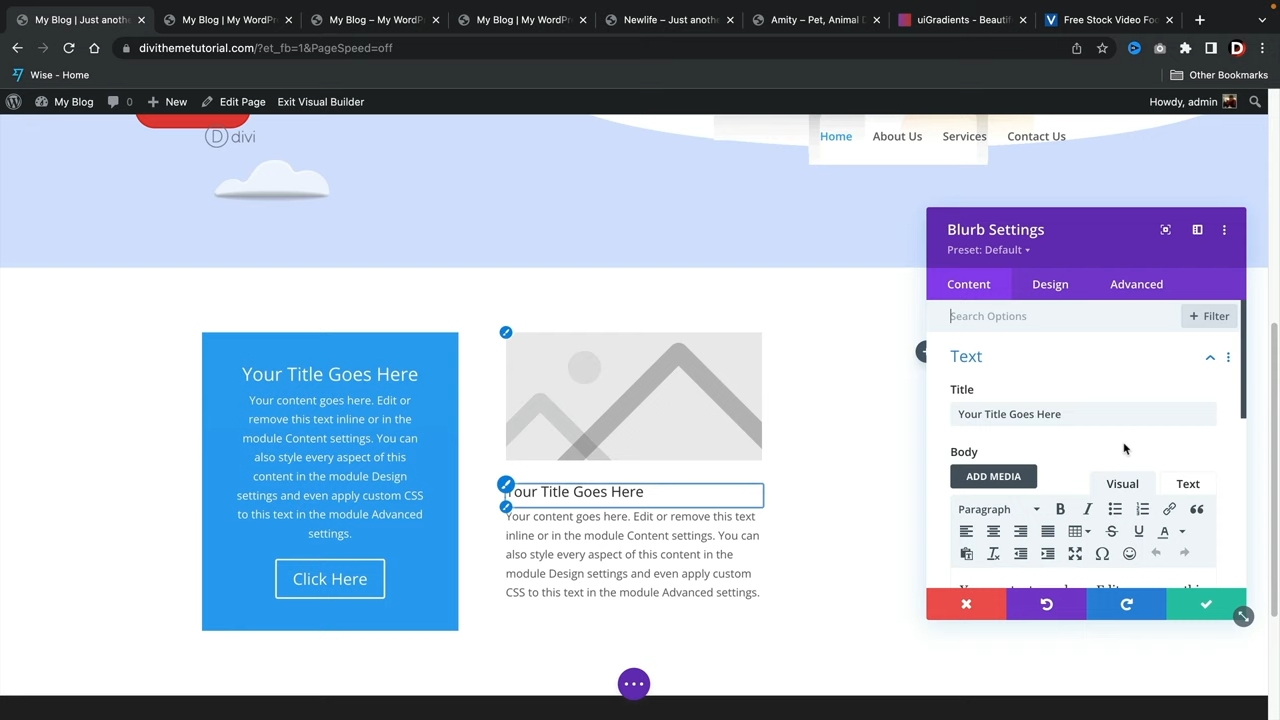 My Blog | Just anoth
My Blog | My WordPre
My Blog – My WordP
My Blog | My WordPr
Newlife – Just anoth
Amity – Pet, Animal
uiGradients - Beautif
Free Stock Video Foo
divithemetutorial.com/?et_fb=1&PageSpeed=off
D
Wise - Home
Other Bookmarks
My Blog
0
New
Edit Page
Exit Visual Builder
Howdy, admin
D divi
Home
About Us
Services
Contact Us
Your Title Goes Here
Your content goes here. Edit or
remove this text inline or in the
module Content settings. You can
also style every aspect of this
content in the module Design
settings and even apply custom CSS
to this text in the module Advanced
settings.
Click Here
Your Title Goes Here
Your content goes here. Edit or remove this text
inline or in the module Content settings. You can
also style every aspect of this content in the
module Design settings and even apply custom
CSS to this text in the module Advanced settings.
Blurb Settings
Preset: Default
Content
Design
Advanced
Search Options
+ Filter
Text
Title
Your Title Goes Here
Body
ADD MEDIA
Visual
Text
Paragraph
B I
S U A